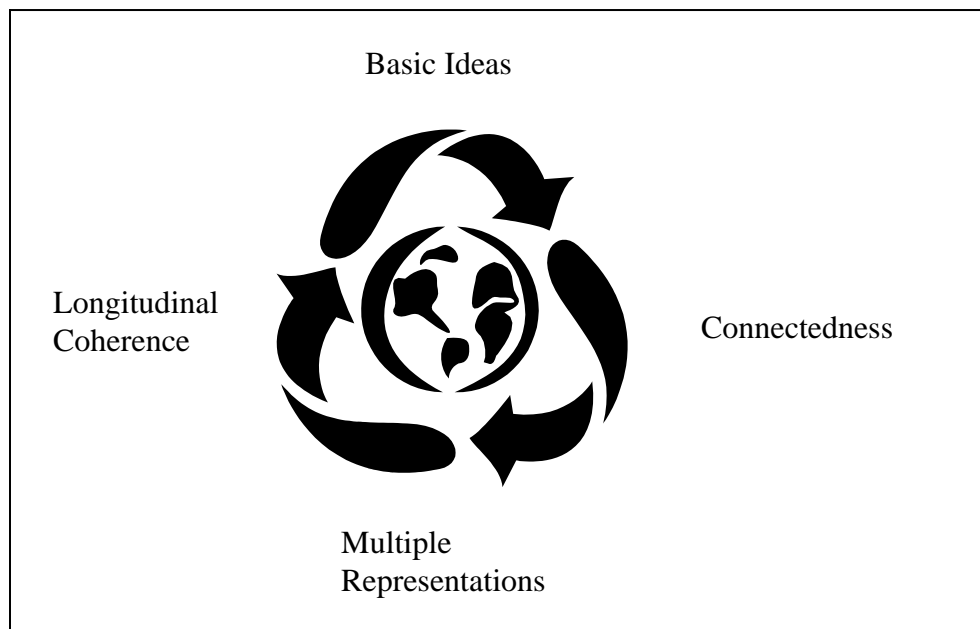 Basic Ideas
Longitudinal
Coherence
Connectedness
Multiple
Representations